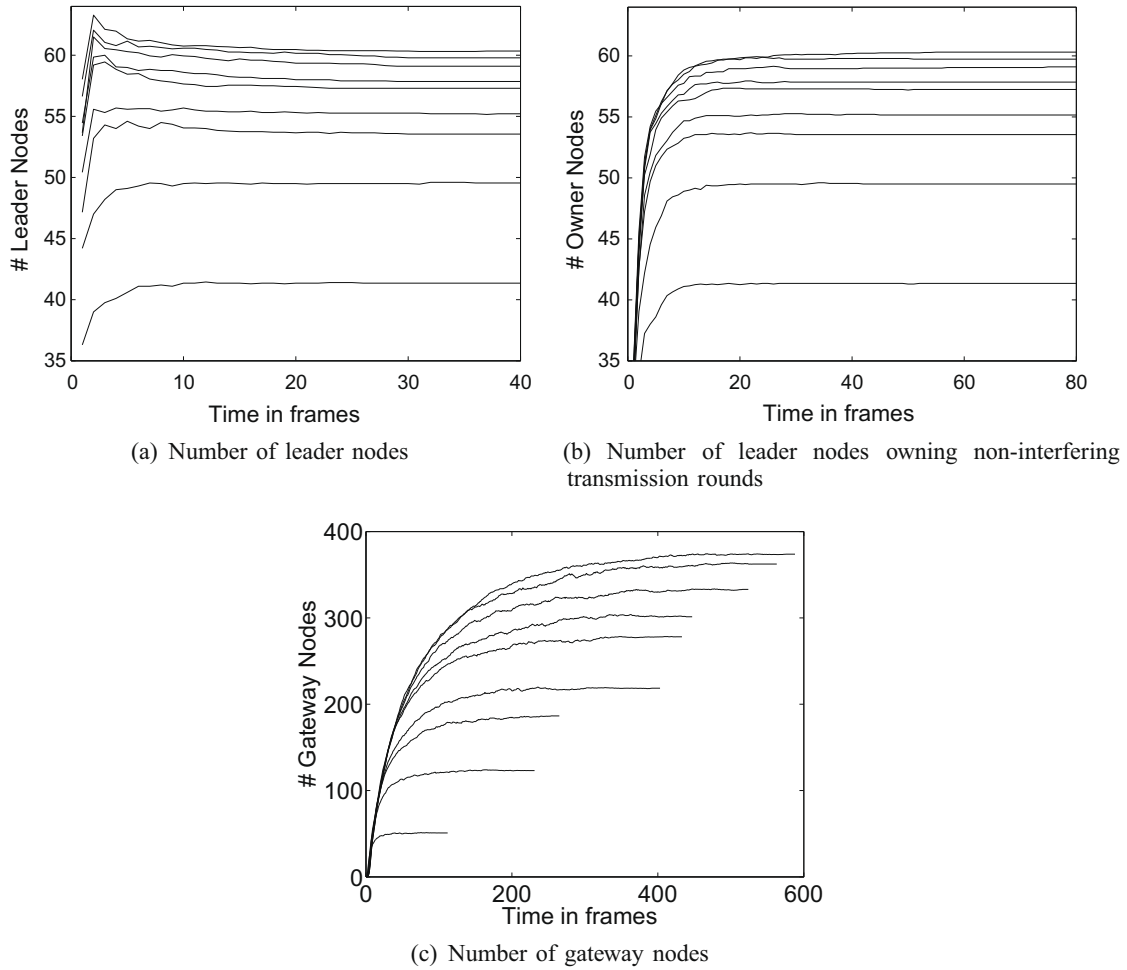 # Leader Nodes
60
55
50
45
40
35
0 10 20 30 40
Time in frames
(a) Number of leader nodes
# Owner Nodes
60
55
50
45
40
35
0 20 40 60 80
Time in frames
(b) Number of leader nodes owning non-interfering
transmission rounds
# Gateway Nodes
400
300
200
100
0
0 200 400 600
Time in frames
(c) Number of gateway nodes